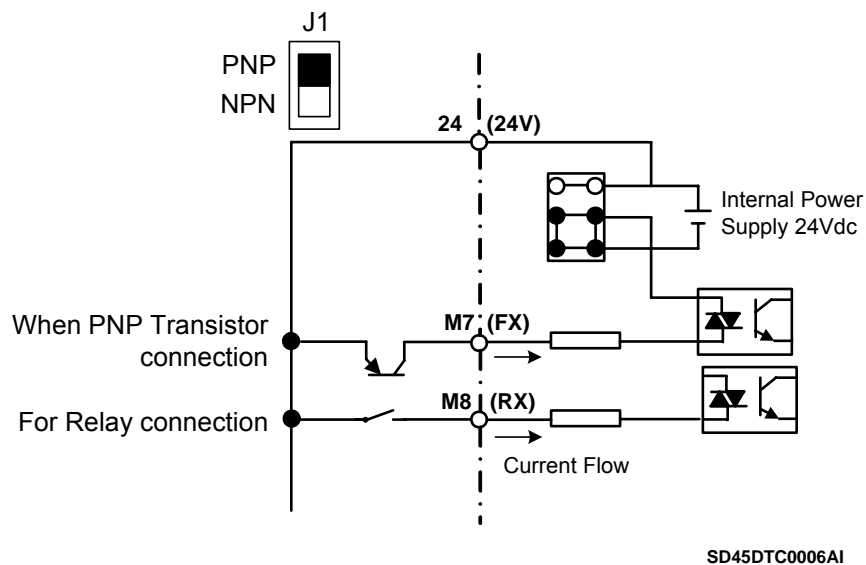 J1
PNP
NPN
24 (24V)
Internal Power
Supply 24Vdc
When PNP Transistor
connection
M7 (FX)
For Relay connection
M8 (RX)
Current Flow
SD45DTC0006AI